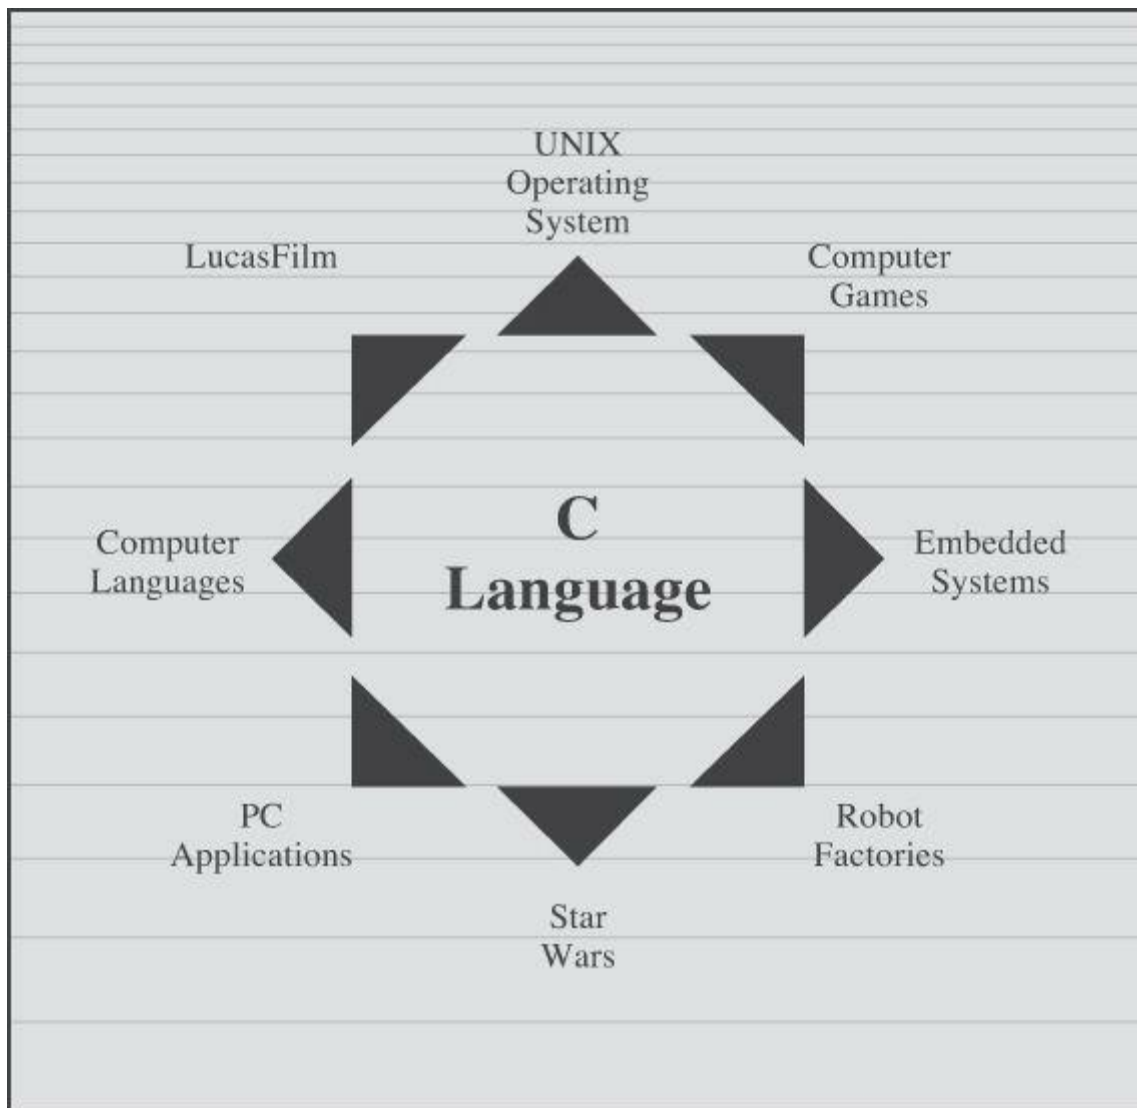 UNIX
Operating
System
LucasFilm
Computer
Games
C
Language
Computer
Languages
Embedded
Systems
PC
Applications
Robot
Factories
Star
Wars